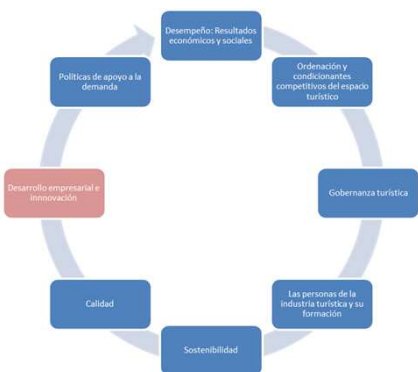 Desempeño: Resultados
económicos y sociales
Ordenación y
condicionantes
competitivos del espacio
turístico
Gobernanza turística
Las personas de la
industria turística y su
formación
Sostenibilidad
Calidad
Desarrollo empresarial e
innnovación
Políticas de apoyo a la
demanda